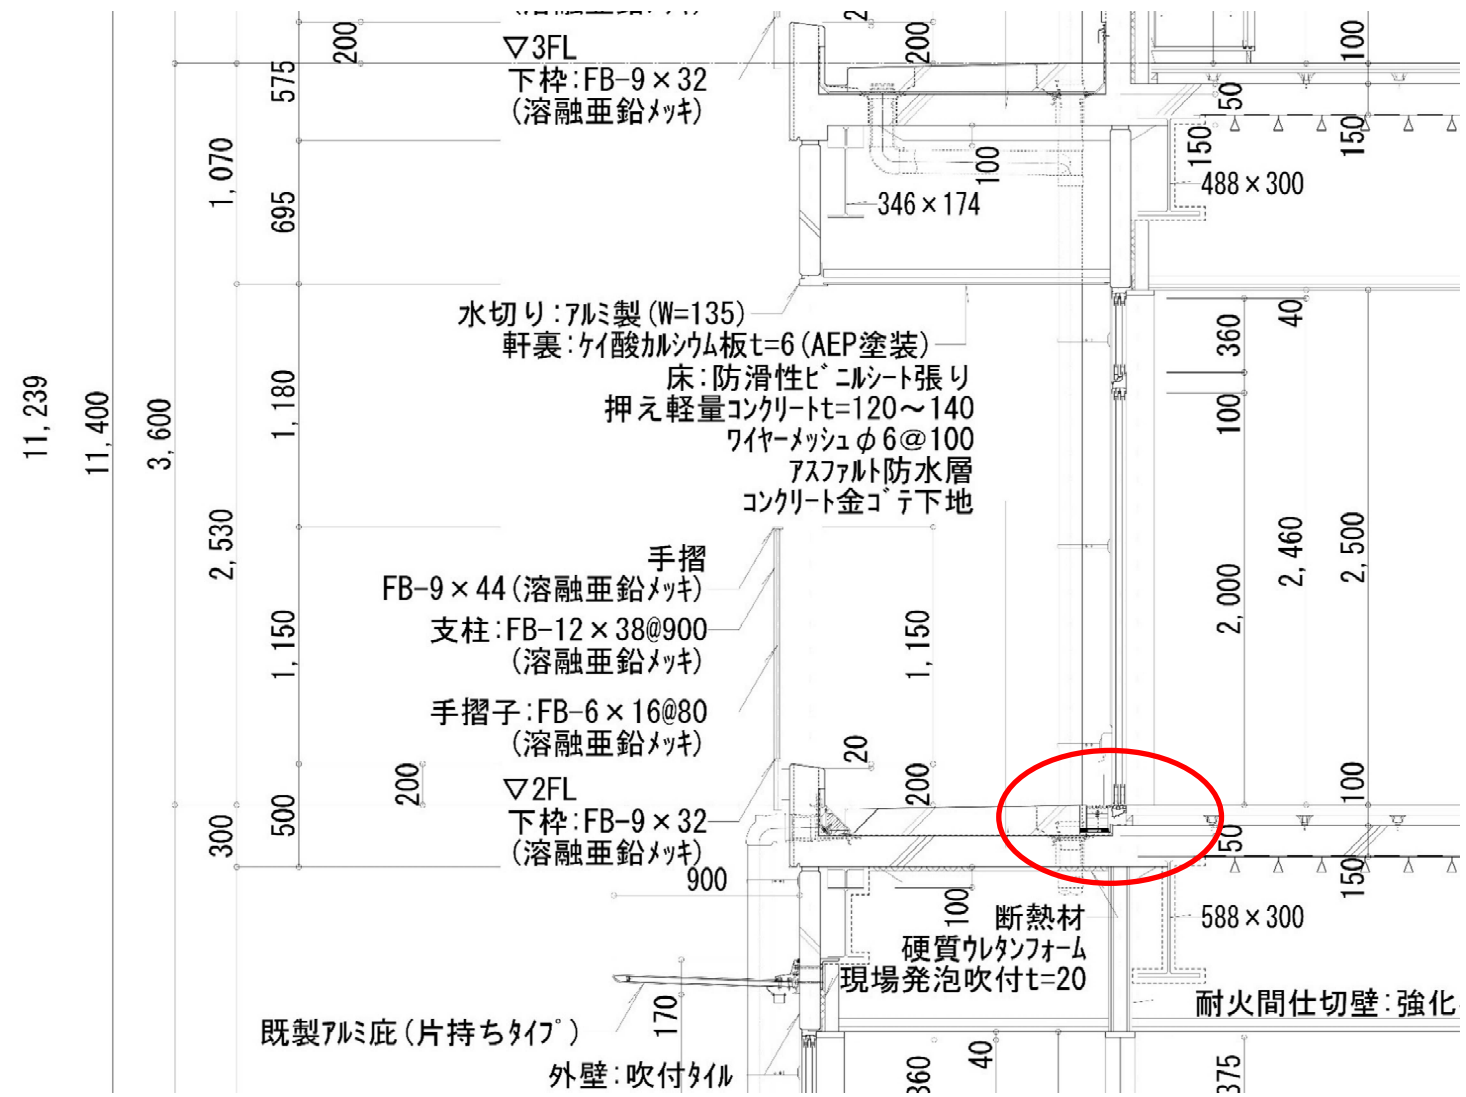 200
▽3FL
下枠:FB-9×32
(溶融亜鉛ﾒｯｷ)
200
100
575
50
150
150
1,070
695
100
346×174
488×300
水切り:ｱﾙﾐ製(W=135)
軒裏:ｹｲ酸ｶﾙｼｳﾑ板t=6(AEP塗装)
床:防滑性ﾋﾞﾆﾙｼｰﾄ張り
押え軽量ｺﾝｸﾘｰﾄt=120～140
ﾜｲﾔｰﾒｯｼｭφ6@100
ｱｽﾌｧﾙﾄ防水層
ｺﾝｸﾘｰﾄ金ｺﾞﾃ下地
360
40
100
11,239
11,400
3,600
1,180
2,530
2,000
2,460
2,500
手摺
FB-9×44(溶融亜鉛ﾒｯｷ)
支柱:FB-12×38@900
(溶融亜鉛ﾒｯｷ)
1,150
1,150
手摺子:FB-6×16@80
(溶融亜鉛ﾒｯｷ)
20
200
▽2FL
下枠:FB-9×32
(溶融亜鉛ﾒｯｷ)
200
100
300
500
50
150
900
100
断熱材
硬質ｳﾚﾀﾝﾌｫｰﾑ
現場発泡吹付t=20
588×300
耐火間仕切壁:強化
170
既製ｱﾙﾐ庇(片持ちﾀｲﾌﾟ)
外壁:吹付ﾀｲﾙ
360
40
375